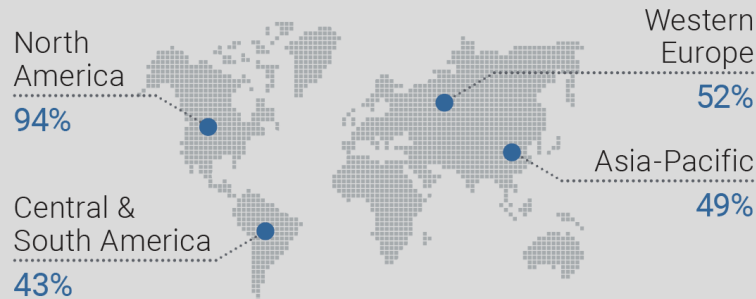 North
America
94%
Western
Europe
52%
Asia-Pacific
49%
Central &
South America
43%